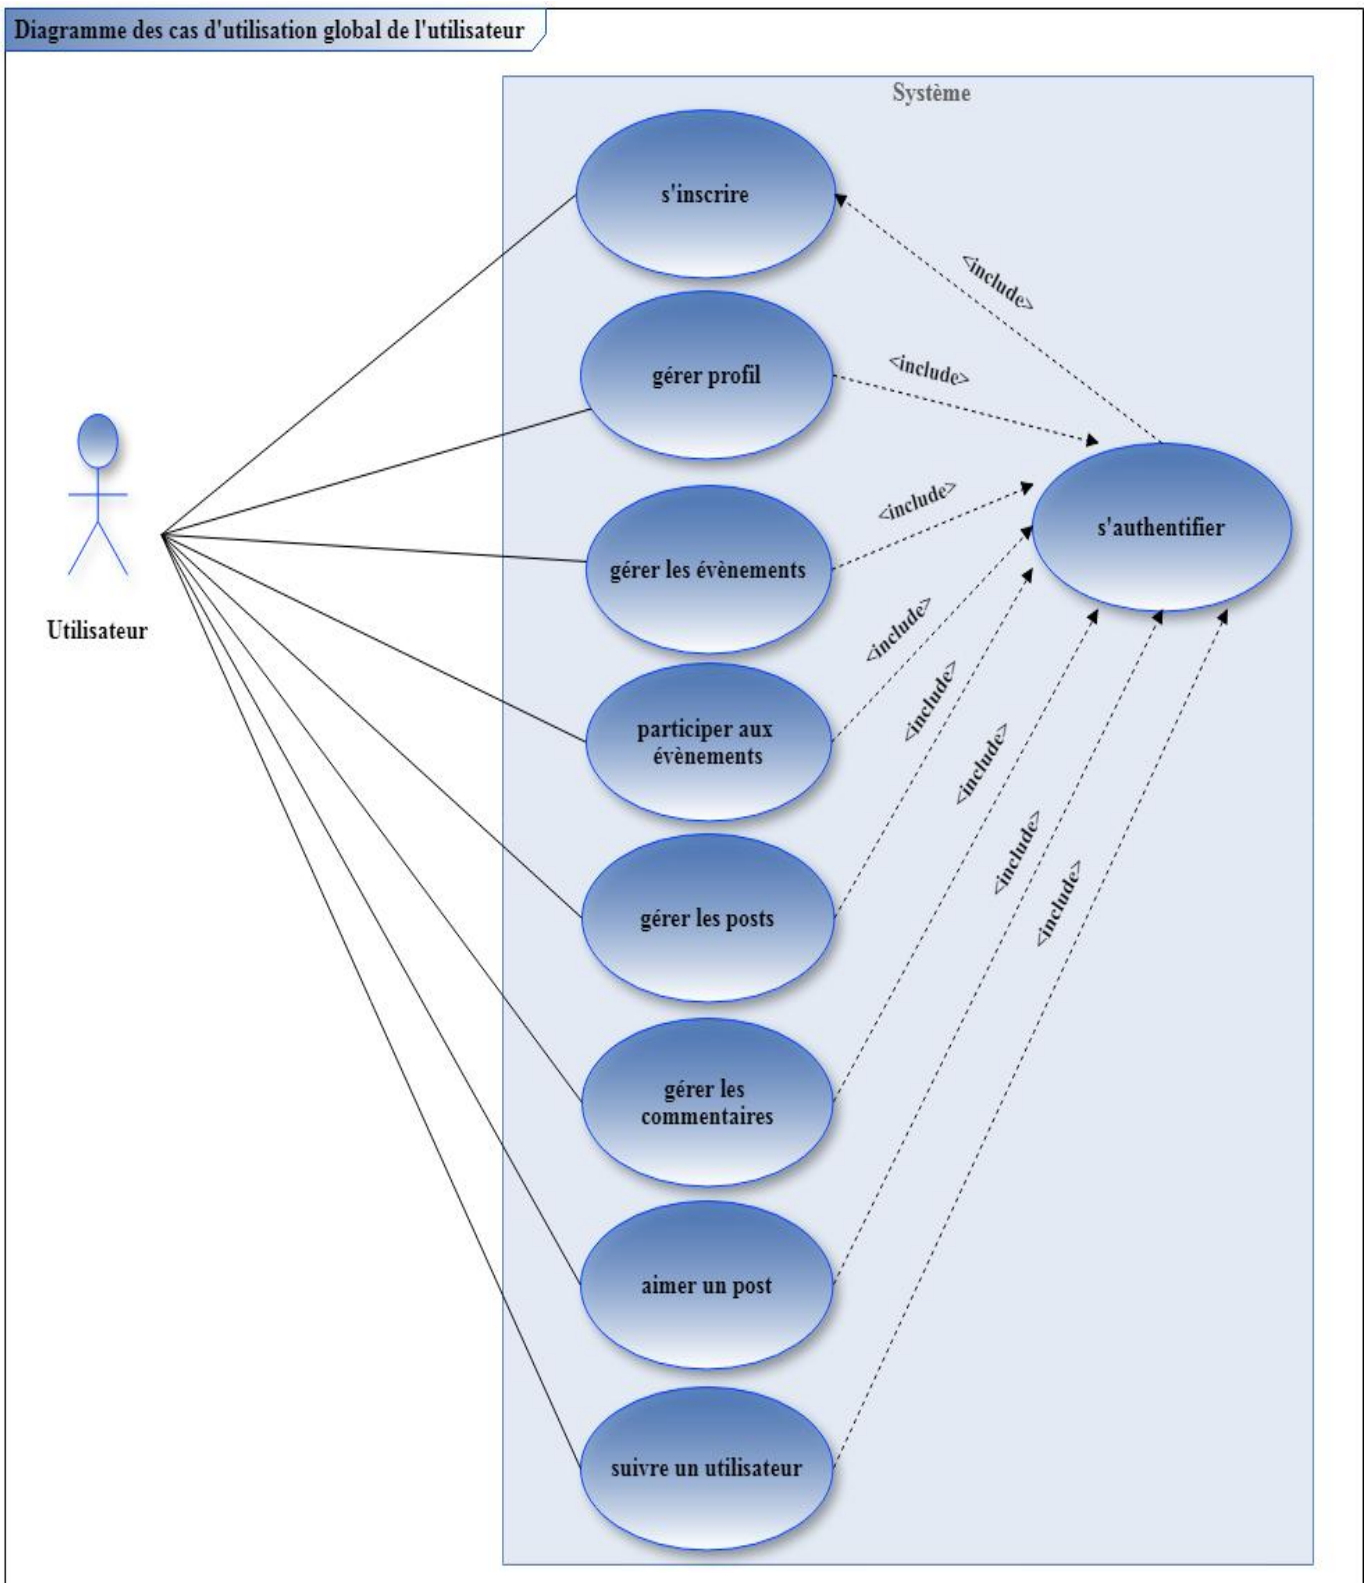 Diagramme des cas d'utilisation global de l'utilisateur
Système
s'inscrire
<include>
gérer profil
<include>
s'authentifier
gérer les évènements
<include>
Utilisateur
participer aux
évènements
<include>
gérer les posts
<include>
gérer les
commentaires
<include>
aimer un post
<include>
suivre un utilisateur
<include>